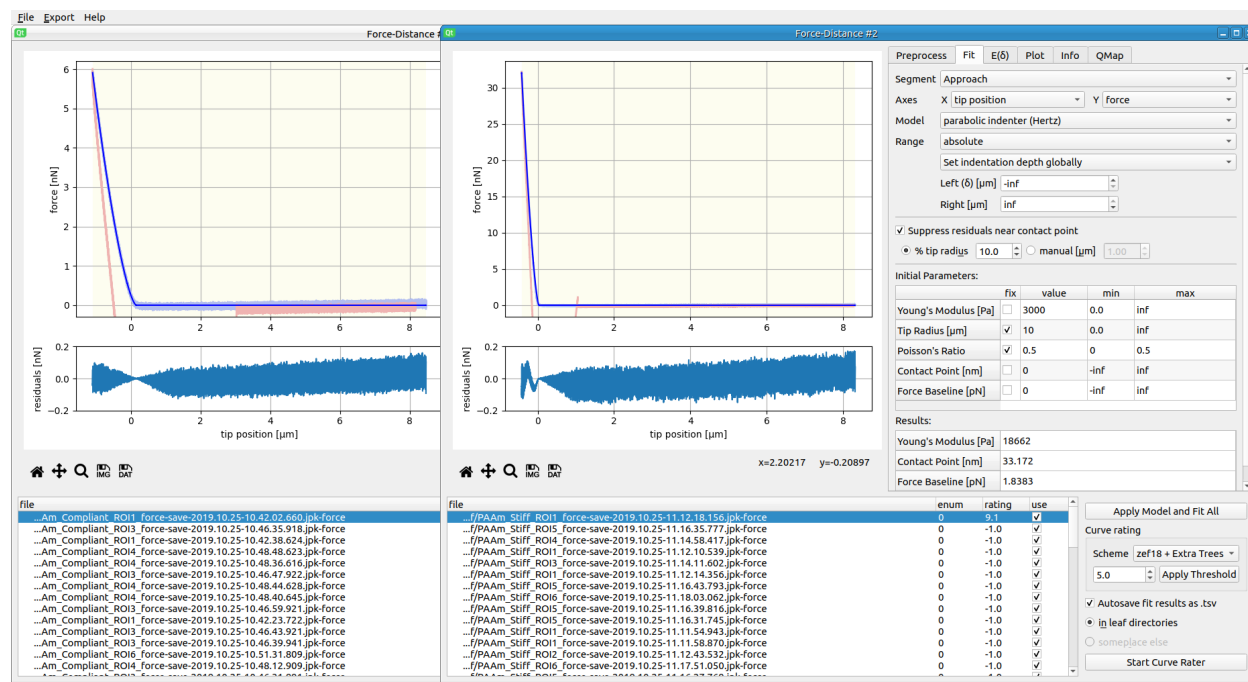 File Export Help
Force-Distance #
Force-Distance #2
force [nN]
6
5
4
3
2
1
0
0 2 4 6 8
residuals [nN]
0.2
0.0
−0.2
0 2 4 6 8
tip position [µm]
IMG DAT
force [nN]
30
25
20
15
10
5
0
0 2 4 6 8
residuals [nN]
0.2
0.0
−0.2
0 2 4 6 8
tip position [µm]
IMG DAT
x=2.20217 y=-0.20897
Preprocess Fit E(δ) Plot Info QMap
Segment Approach
Axes X tip position Y force
Model parabolic indenter (Hertz)
Range absolute
Set indentation depth globally
Left (δ) [µm] -inf
Right [µm] inf
Suppress residuals near contact point
% tip radius 10.0 manual [µm] 1.00
Initial Parameters:
fix value min max
Young's Modulus [Pa] 3000 0.0 inf
Tip Radius [µm] 10 0.0 inf
Poisson's Ratio 0.5 0 0.5
Contact Point [nm] 0 -inf inf
Force Baseline [pN] 0 -inf inf
Results:
Young's Modulus [Pa] 18662
Contact Point [nm] 33.172
Force Baseline [pN] 1.8383
file
...Am_Compliant_ROI1_force-save-2019.10.25-10.42.02.660.jpk-force
...Am_Compliant_ROI3_force-save-2019.10.25-10.46.35.918.jpk-force
...Am_Compliant_ROI1_force-save-2019.10.25-10.42.38.624.jpk-force
...Am_Compliant_ROI4_force-save-2019.10.25-10.48.48.623.jpk-force
...Am_Compliant_ROI4_force-save-2019.10.25-10.48.36.616.jpk-force
...Am_Compliant_ROI3_force-save-2019.10.25-10.46.47.922.jpk-force
...Am_Compliant_ROI4_force-save-2019.10.25-10.48.44.628.jpk-force
...Am_Compliant_ROI4_force-save-2019.10.25-10.48.40.645.jpk-force
...Am_Compliant_ROI3_force-save-2019.10.25-10.46.59.921.jpk-force
...Am_Compliant_ROI1_force-save-2019.10.25-10.42.23.722.jpk-force
...Am_Compliant_ROI3_force-save-2019.10.25-10.46.43.921.jpk-force
...Am_Compliant_ROI3_force-save-2019.10.25-10.46.39.941.jpk-force
...Am_Compliant_ROI6_force-save-2019.10.25-10.51.31.809.jpk-force
...Am_Compliant_ROI4_force-save-2019.10.25-10.48.12.909.jpk-force
file enum rating use
...f/PAAm_Stiff_ROI1_force-save-2019.10.25-11.12.18.156.jpk-force 0 9.1
...f/PAAm_Stiff_ROI5_force-save-2019.10.25-11.16.35.777.jpk-force 0 -1.0
...f/PAAm_Stiff_ROI4_force-save-2019.10.25-11.14.58.417.jpk-force 0 -1.0
...f/PAAm_Stiff_ROI1_force-save-2019.10.25-11.12.10.539.jpk-force 0 -1.0
...f/PAAm_Stiff_ROI3_force-save-2019.10.25-11.14.11.602.jpk-force 0 -1.0
...f/PAAm_Stiff_ROI1_force-save-2019.10.25-11.12.14.356.jpk-force 0 -1.0
...f/PAAm_Stiff_ROI5_force-save-2019.10.25-11.16.43.793.jpk-force 0 -1.0
...f/PAAm_Stiff_ROI6_force-save-2019.10.25-11.18.03.062.jpk-force 0 -1.0
...f/PAAm_Stiff_ROI5_force-save-2019.10.25-11.16.39.816.jpk-force 0 -1.0
...f/PAAm_Stiff_ROI5_force-save-2019.10.25-11.16.31.745.jpk-force 0 -1.0
...f/PAAm_Stiff_ROI1_force-save-2019.10.25-11.11.54.943.jpk-force 0 -1.0
...f/PAAm_Stiff_ROI1_force-save-2019.10.25-11.11.58.870.jpk-force 0 -1.0
...f/PAAm_Stiff_ROI2_force-save-2019.10.25-11.12.43.532.jpk-force 0 -1.0
...f/PAAm_Stiff_ROI6_force-save-2019.10.25-11.17.51.050.jpk-force 0 -1.0
Apply Model and Fit All
Curve rating
Scheme zef18 + Extra Trees
5.0 Apply Threshold
Autosave fit results as .tsv
in leaf directories
someplace else
Start Curve Rater